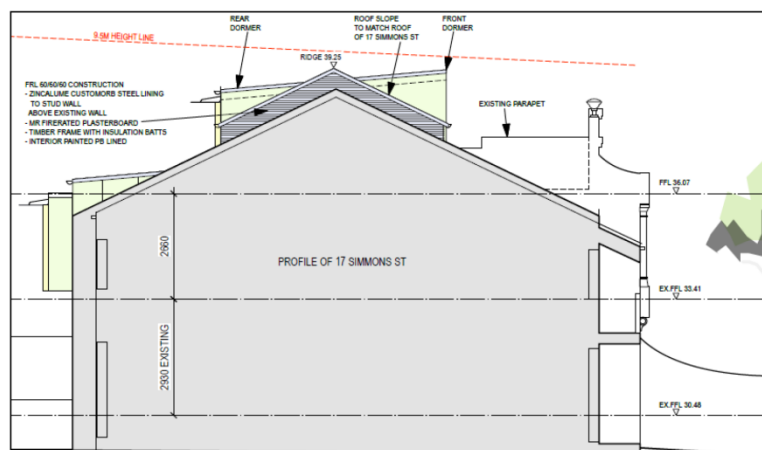 9.5M HEIGHT LINE
REAR
DORMER
ROOF SLOPE
TO MATCH ROOF
OF 17 SIMMONS ST
FRONT
DORMER
RIDGE 39.25
FRL 60/60/60 CONSTRUCTION
- ZINCALUME CUSTOMORB STEEL LINING
TO STUD WALL
ABOVE EXISTING WALL
- MR FIRERATED PLASTERBOARD
- TIMBER FRAME WITH INSULATION BATTS
- INTERIOR PAINTED PB LINED
EXISTING PARAPET
FFL 36.07
2660
PROFILE OF 17 SIMMONS ST
EX.FFL 33.41
2930 EXISTING
EX.FFL 30.48